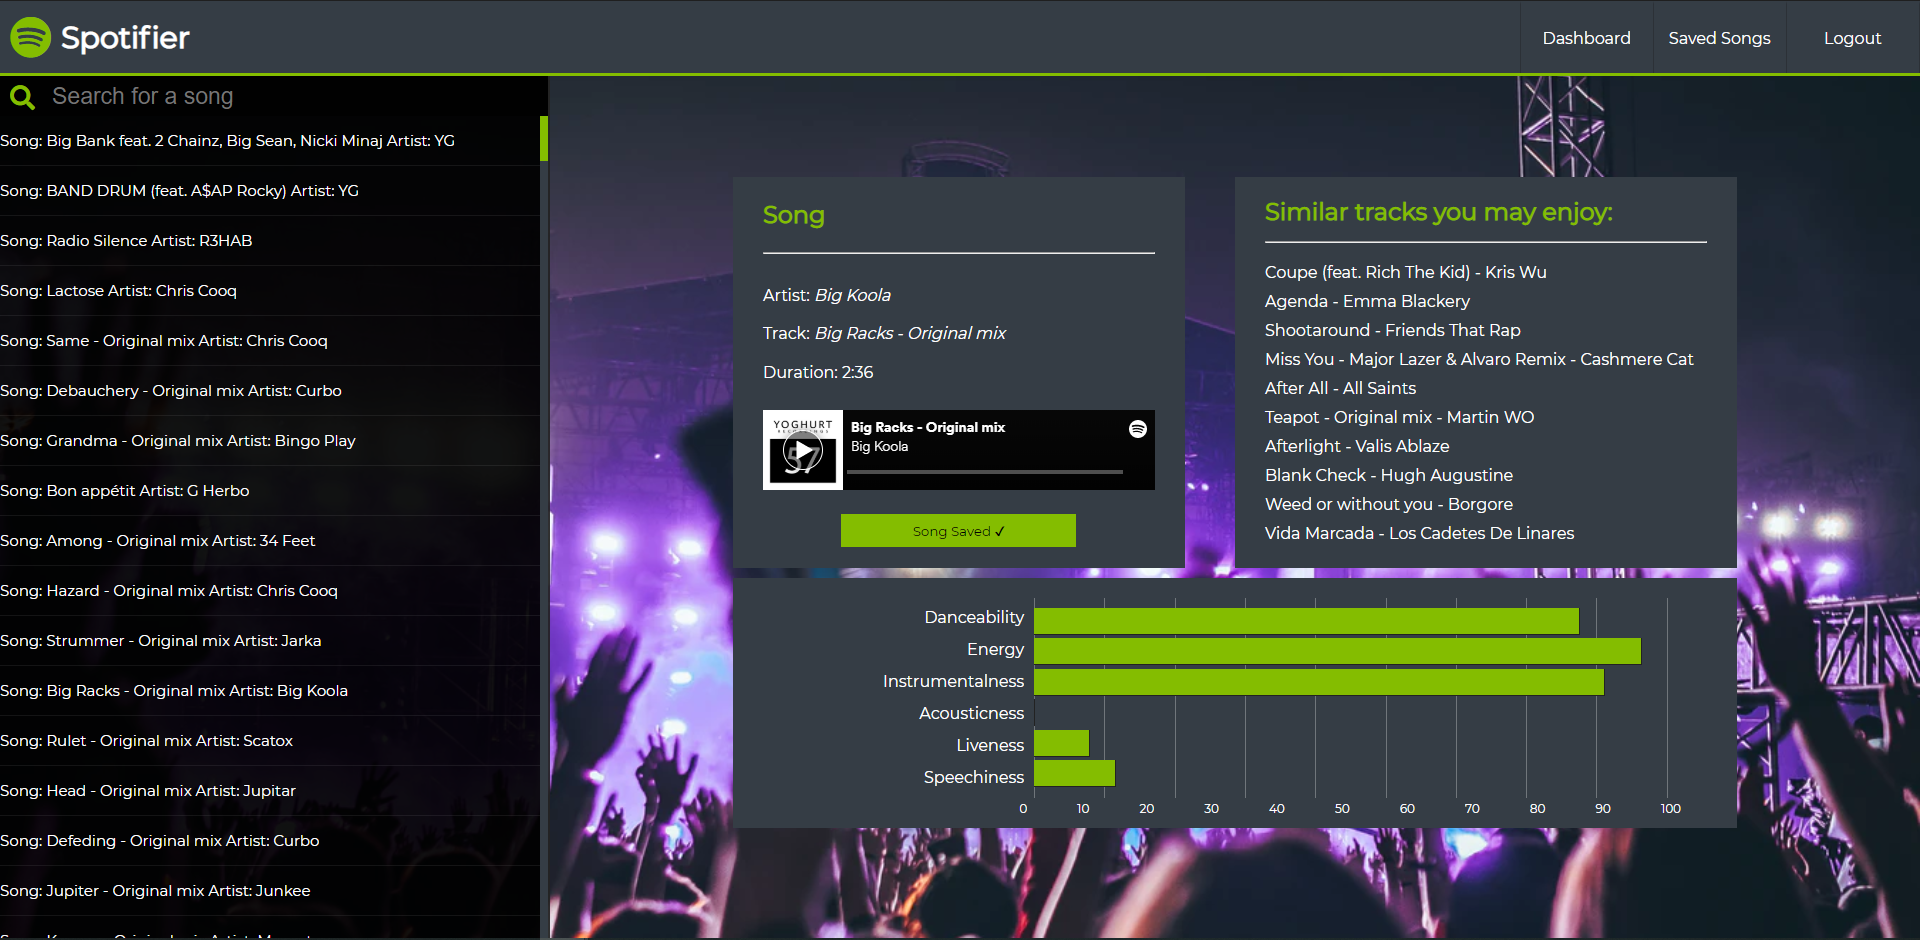 Spotifier
Dashboard
Saved Songs
Logout
Search for a song
Song: Big Bank feat. 2 Chainz, Big Sean, Nicki Minaj Artist: YG
Song: BAND DRUM (feat. A$AP Rocky) Artist: YG
Song: Radio Silence Artist: R3HAB
Song: Lactose Artist: Chris Cooq
Song: Same - Original mix Artist: Chris Cooq
Song: Debauchery - Original mix Artist: Curbo
Song: Grandma - Original mix Artist: Bingo Play
Song: Bon appétit Artist: G Herbo
Song: Among - Original mix Artist: 34 Feet
Song: Hazard - Original mix Artist: Chris Cooq
Song: Strummer - Original mix Artist: Jarka
Song: Big Racks - Original mix Artist: Big Koola
Song: Rulet - Original mix Artist: Scatox
Song: Head - Original mix Artist: Jupitar
Song: Defeding - Original mix Artist: Curbo
Song: Jupiter - Original mix Artist: Junkee
Song
Artist: Big Koola
Track: Big Racks - Original mix
Duration: 2:36
YOGHURT
57
Big Racks - Original mix
Big Koola
Song Saved ✓
Similar tracks you may enjoy:
Coupe (feat. Rich The Kid) - Kris Wu
Agenda - Emma Blackery
Shootaround - Friends That Rap
Miss You - Major Lazer & Alvaro Remix - Cashmere Cat
After All - All Saints
Teapot - Original mix - Martin WO
Afterlight - Valis Ablaze
Blank Check - Hugh Augustine
Weed or without you - Borgore
Vida Marcada - Los Cadetes De Linares
Danceability
Energy
Instrumentalness
Acousticness
Liveness
Speechiness
0 10 20 30 40 50 60 70 80 90 100